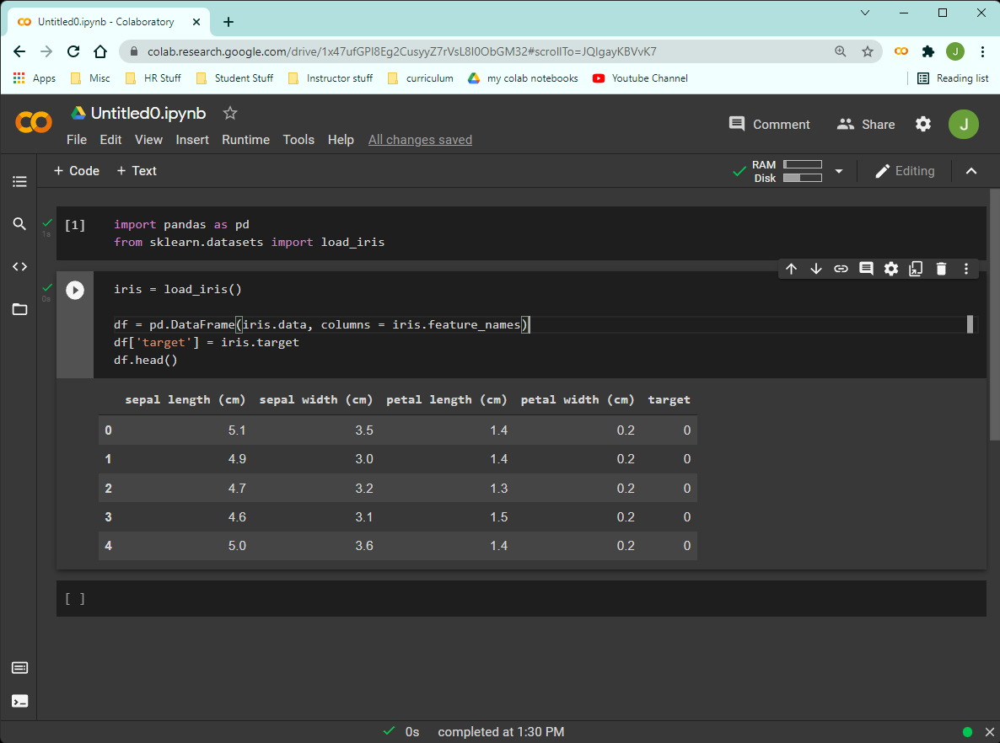 Untitled0.ipynb - Colaboratory
colab.research.google.com/drive/1x47ufGPl8Eg2CusyyZ7rVsL8I0ObGM32#scrollTo=JQlgayKBVvK7
J
Apps Misc HR Stuff Student Stuff Instructor stuff curriculum my colab notebooks YouTube Channel Reading list
Untitled0.ipynb
File Edit View Insert Runtime Tools Help All changes saved
Comment Share J
+ Code + Text
RAM
Disk
Editing
[1]
1s
import pandas as pd
from sklearn.datasets import load_iris
0s
iris = load_iris()
df = pd.DataFrame(iris.data, columns = iris.feature_names)
df['target'] = iris.target
df.head()
sepal length (cm) sepal width (cm) petal length (cm) petal width (cm) target
0 5.1 3.5 1.4 0.2 0
1 4.9 3.0 1.4 0.2 0
2 4.7 3.2 1.3 0.2 0
3 4.6 3.1 1.5 0.2 0
4 5.0 3.6 1.4 0.2 0
[ ]
0s completed at 1:30 PM